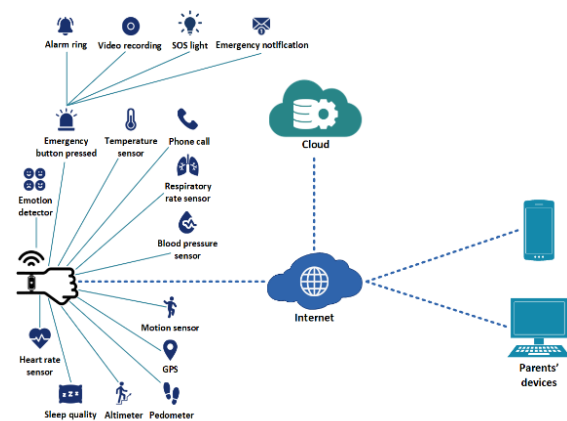 Alarm ring
Video recording
SOS light
Emergency notification
Emergency
button pressed
Temperature
sensor
Phone call
Respiratory
rate sensor
Emotion
detector
Blood pressure
sensor
Cloud
Internet
Motion sensor
Heart rate
sensor
GPS
zzz
Sleep quality
Altimeter
Pedometer
Parents'
devices